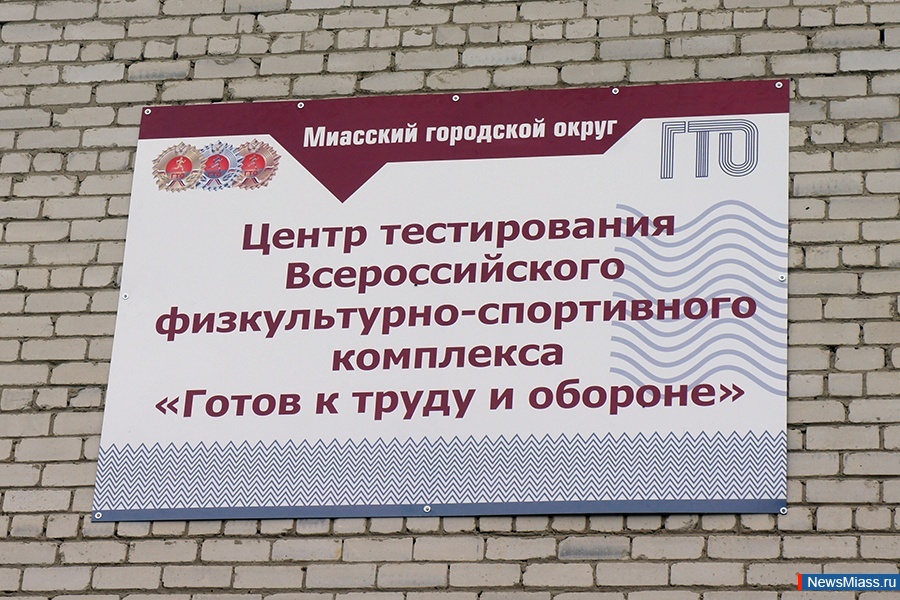 Миасский городской округ
ГТО
Центр тестирования
Всероссийского
физкультурно-спортивного
комплекса
«Готов к труду и обороне»
NewsMiass.ru